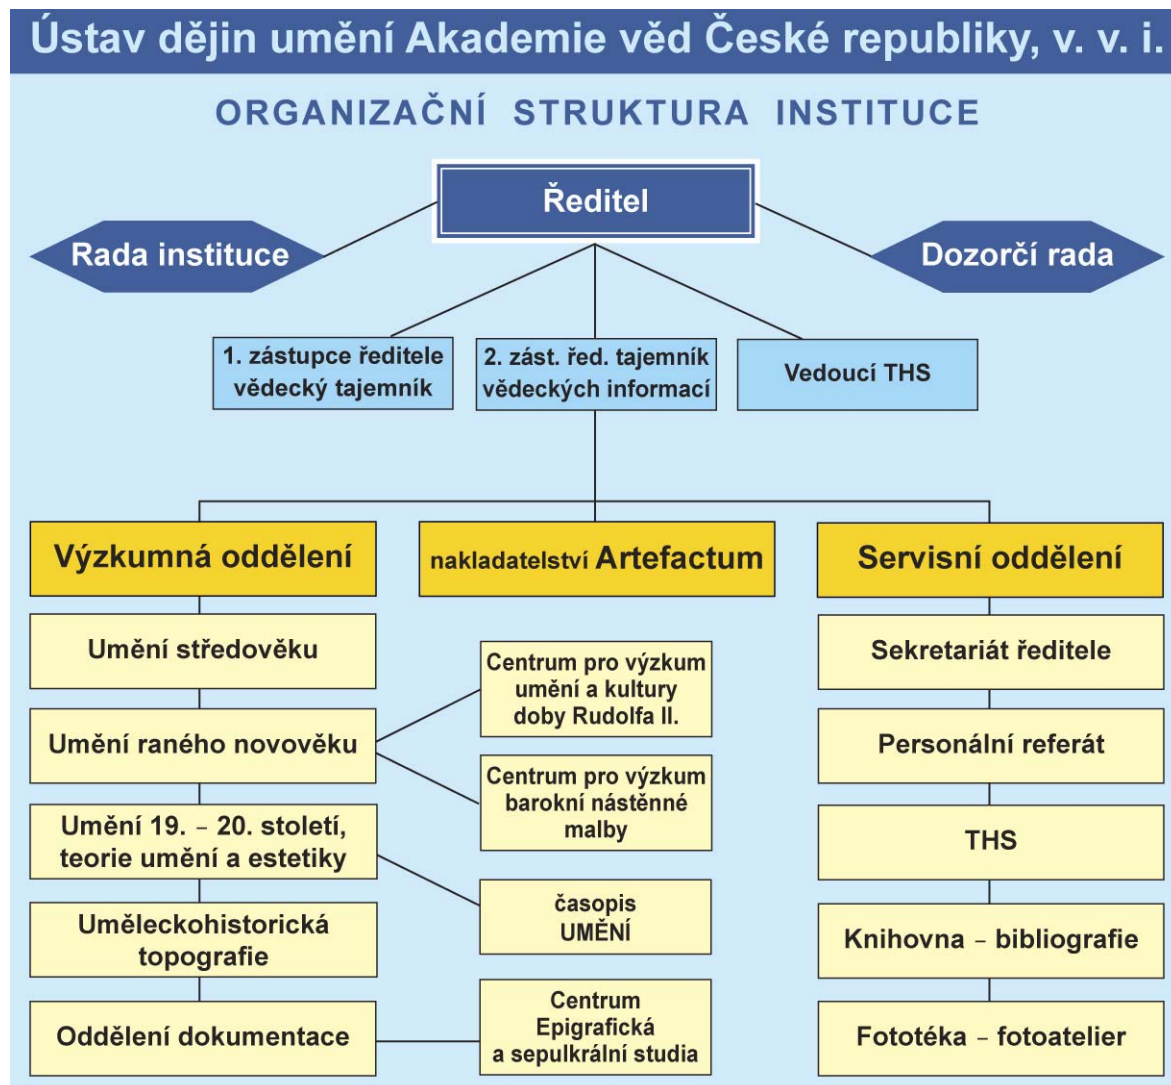 Ústav dějin umění Akademie věd České republiky, v. v. i.
ORGANIZAČNÍ STRUKTURA INSTITUCE
Ředitel
Rada instituce
Dozorčí rada
1. zástupce ředitele
vědecký tajemník
2. zást. řed. tajemník
vědeckých informací
Vedoucí THS
Výzkumná oddělení
nakladatelství Artefactum
Servisní oddělení
Umění středověku
Umění raného novověku
Umění 19. – 20. století,
teorie umění a estetiky
Uměleckohistorická
topografie
Oddělení dokumentace
Centrum pro výzkum
umění a kultury
doby Rudolfa II.
Centrum pro výzkum
barokní nástěnné
malby
časopis
UMĚNÍ
Centrum
Epigrafická
a sepulkrální studia
Sekretariát ředitele
Personální referát
THS
Knihovna – bibliografie
Fototéka – fotoatelier